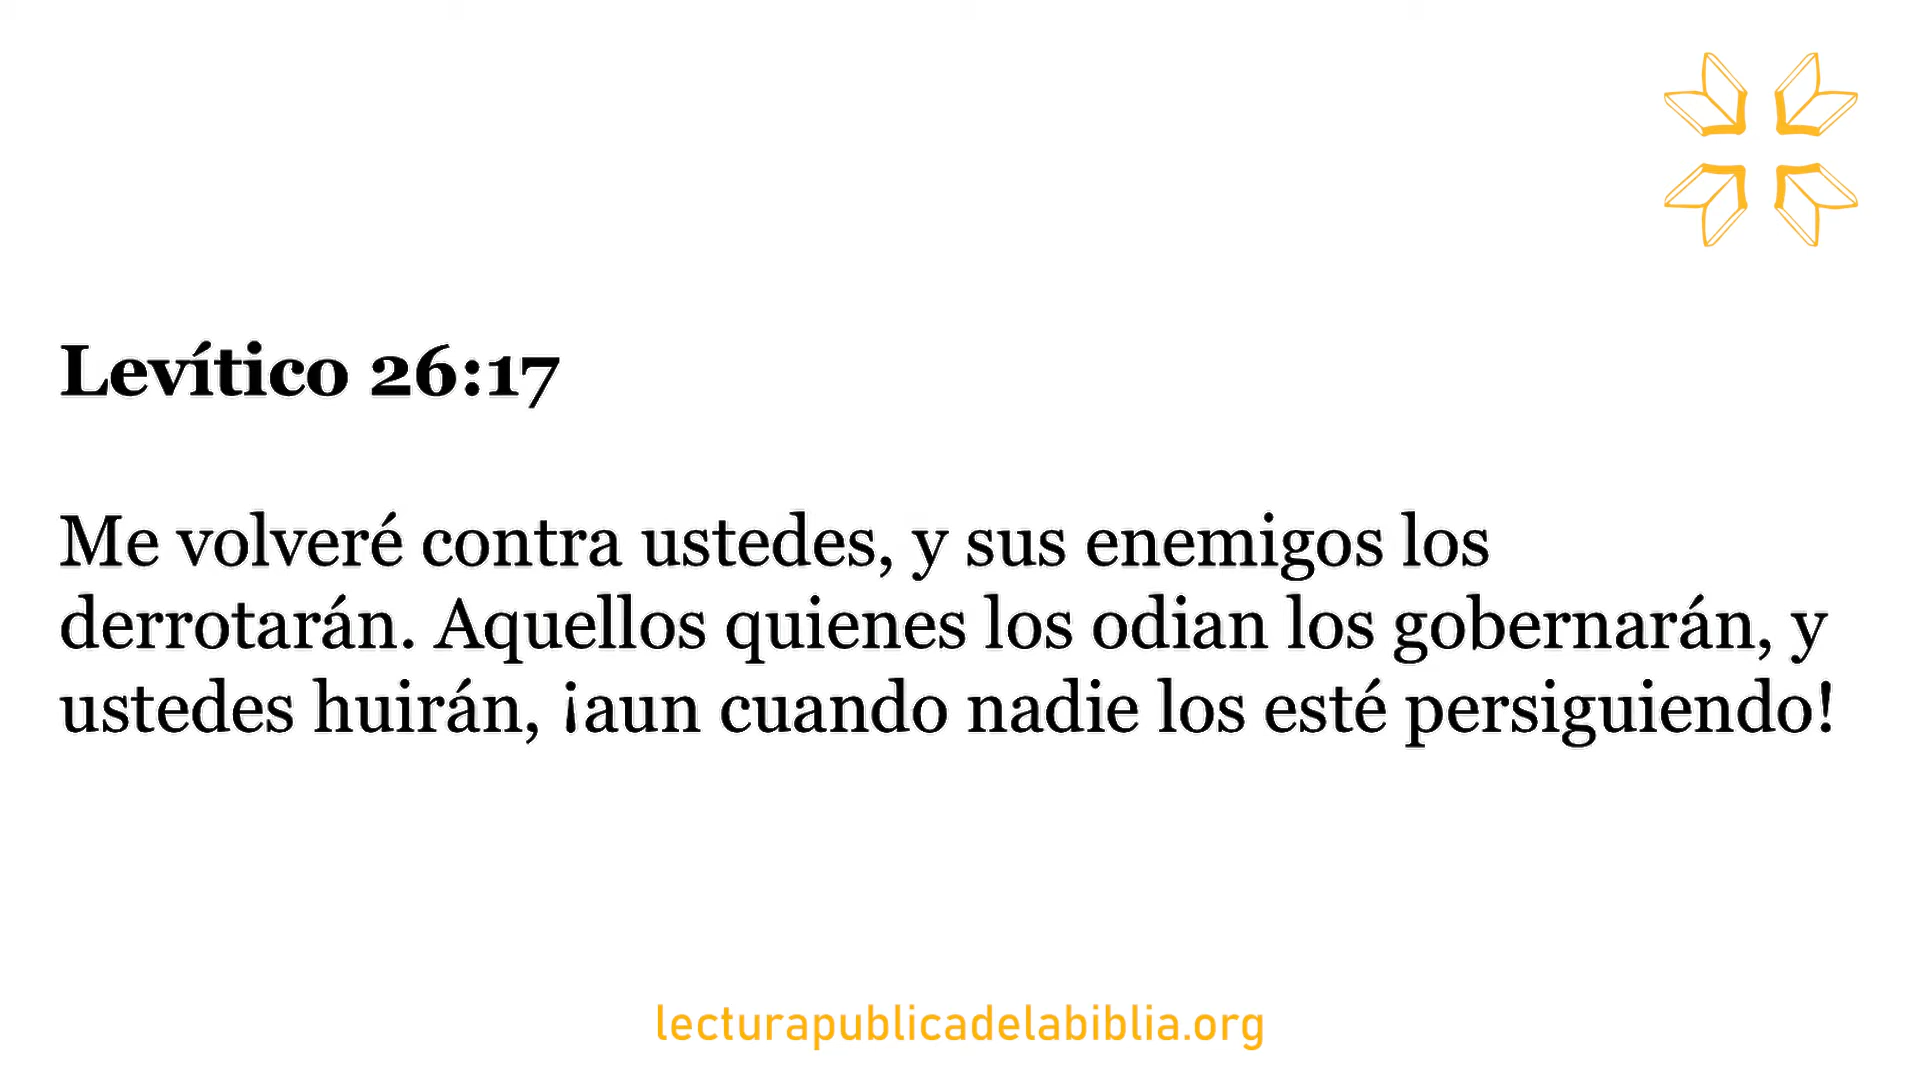 Levítico 26:17
Me volveré contra ustedes, y sus enemigos los
derrotarán. Aquellos quienes los odian los gobernarán, y
ustedes huirán, ¡aun cuando nadie los esté persiguiendo!
lecturapublicadelabiblia.org